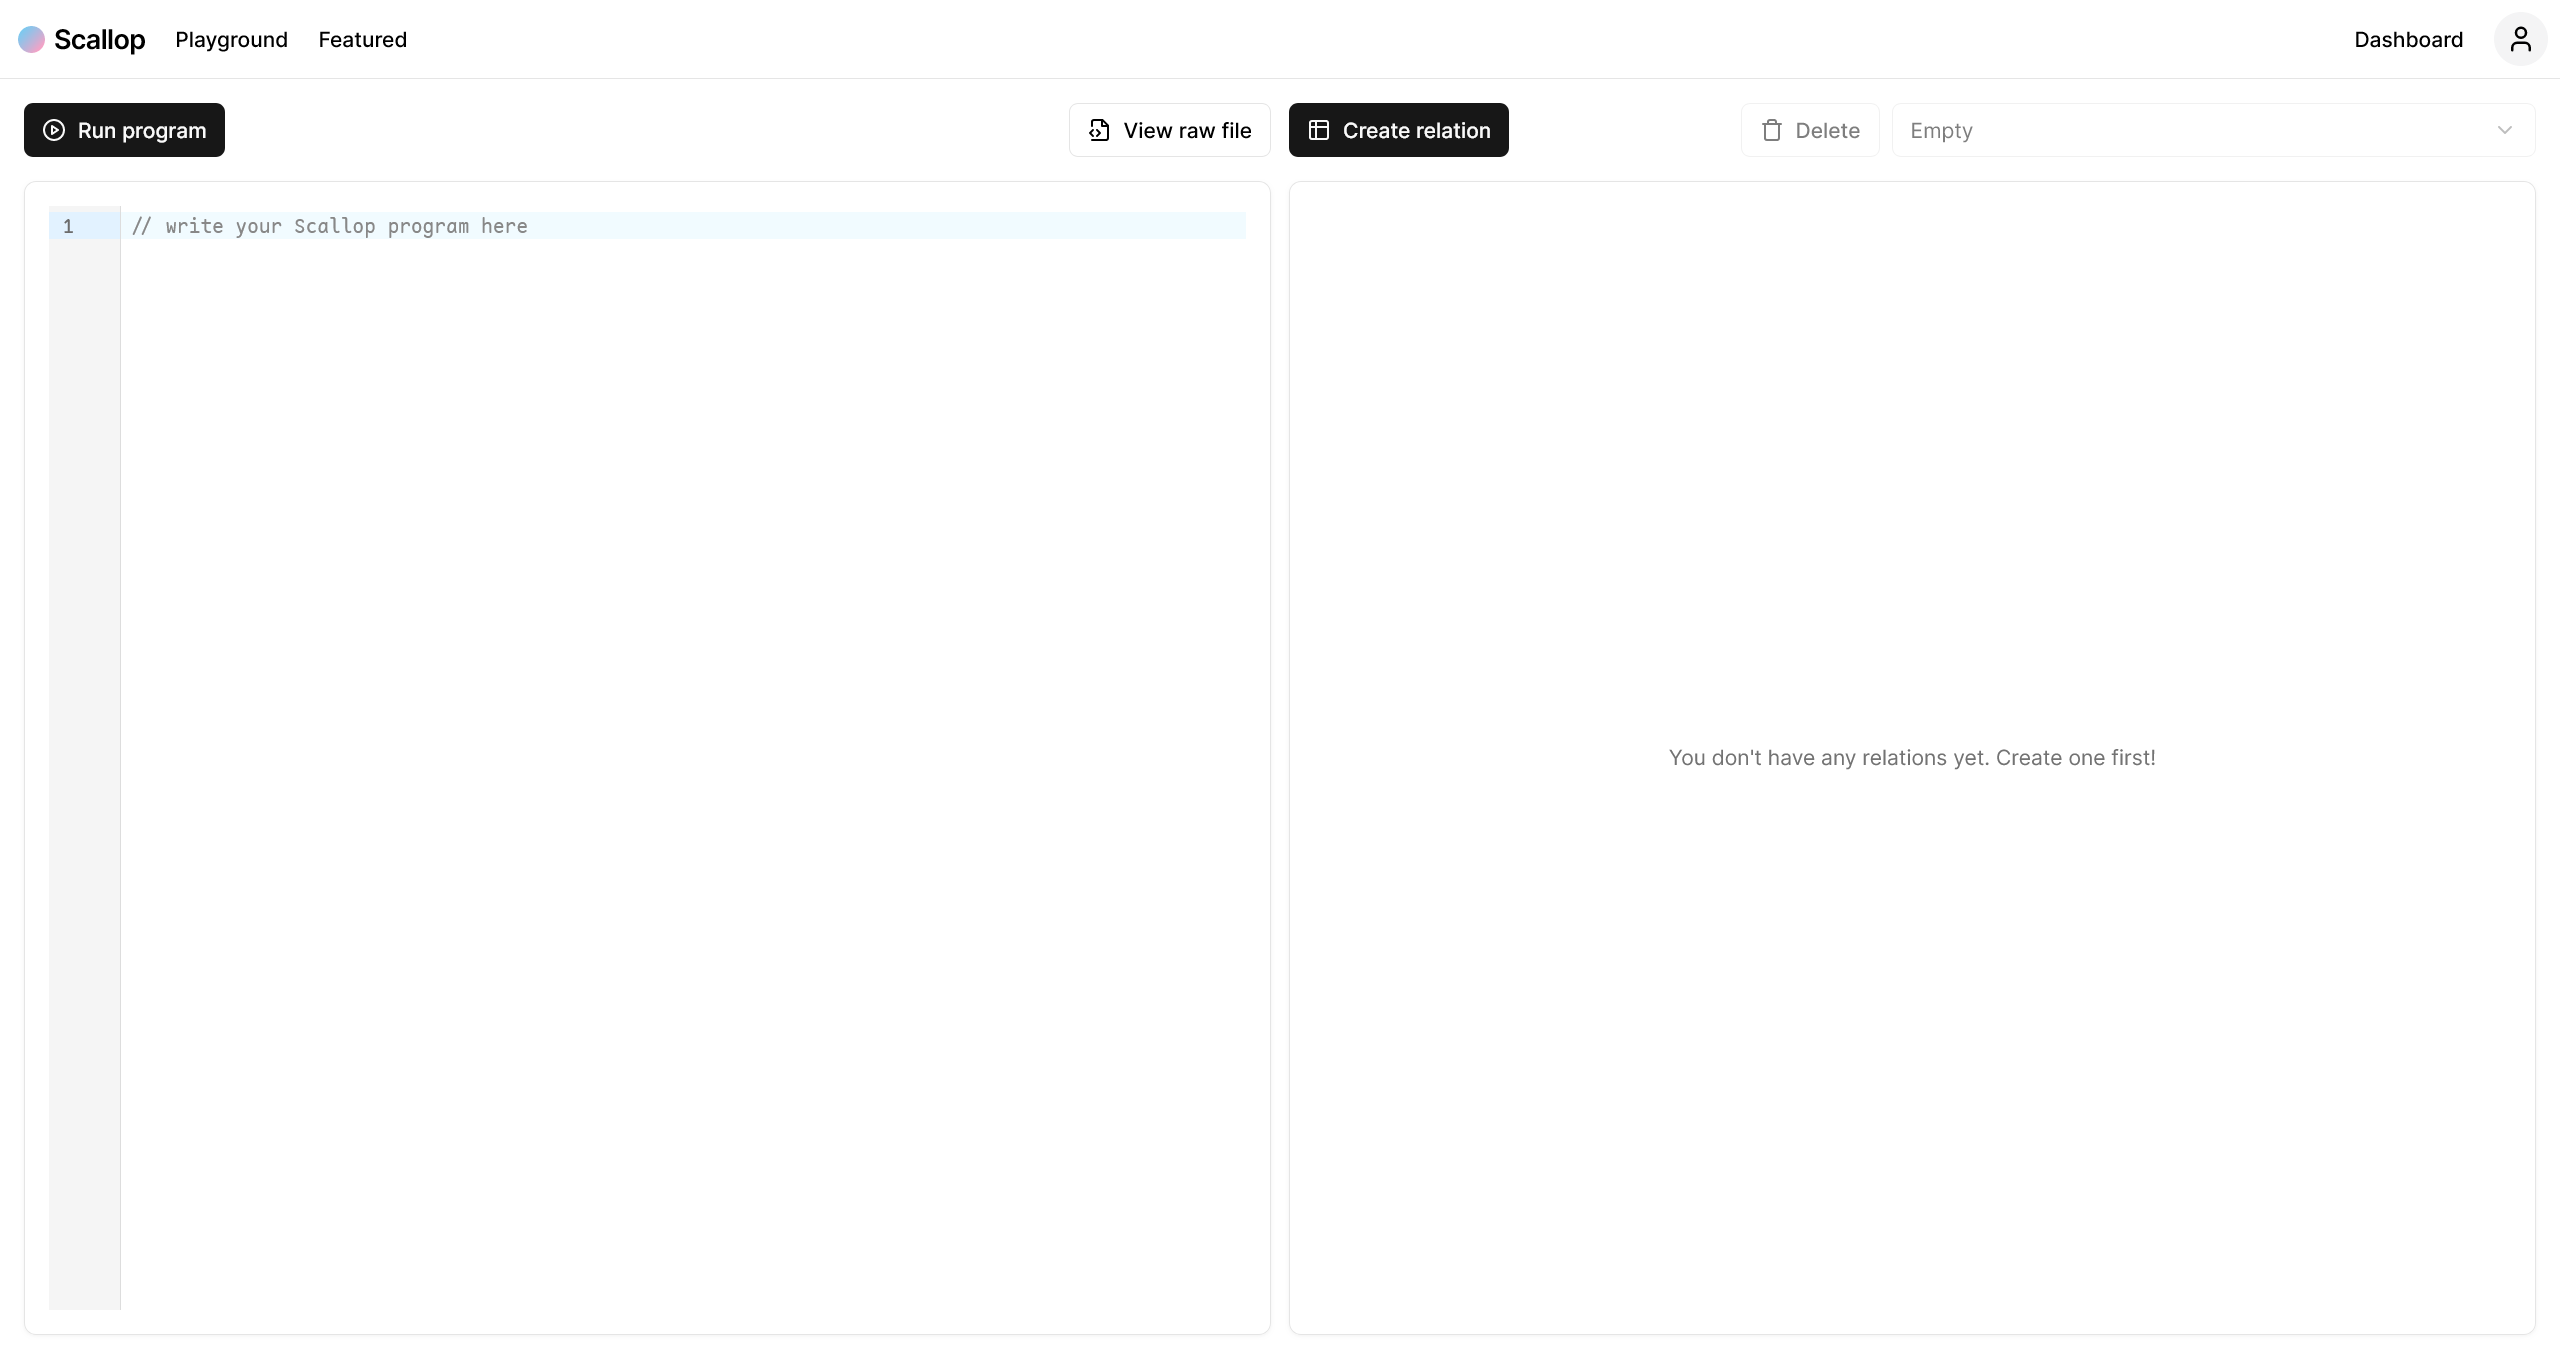 Scallop Playground Featured Dashboard
Run program View raw file Create relation Delete Empty
1 // write your Scallop program here
You don't have any relations yet. Create one first!